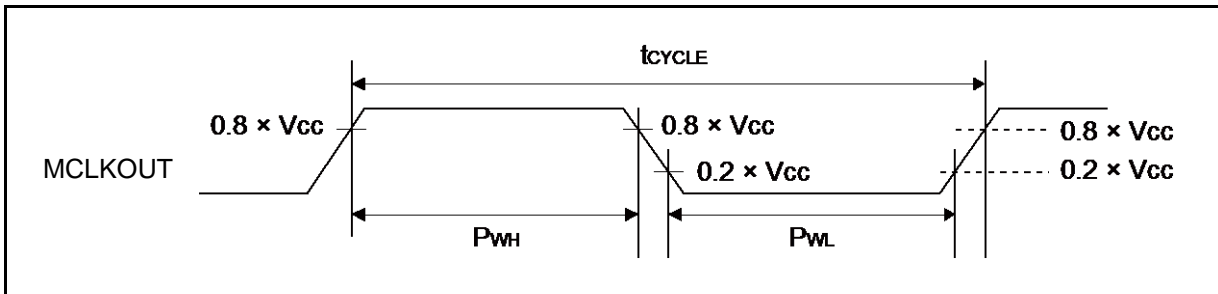 tCYCLE
0.8 × Vcc
0.8 × Vcc
0.8 × Vcc
MCLKOUT
0.2 × Vcc
0.2 × Vcc
PWH
PWL